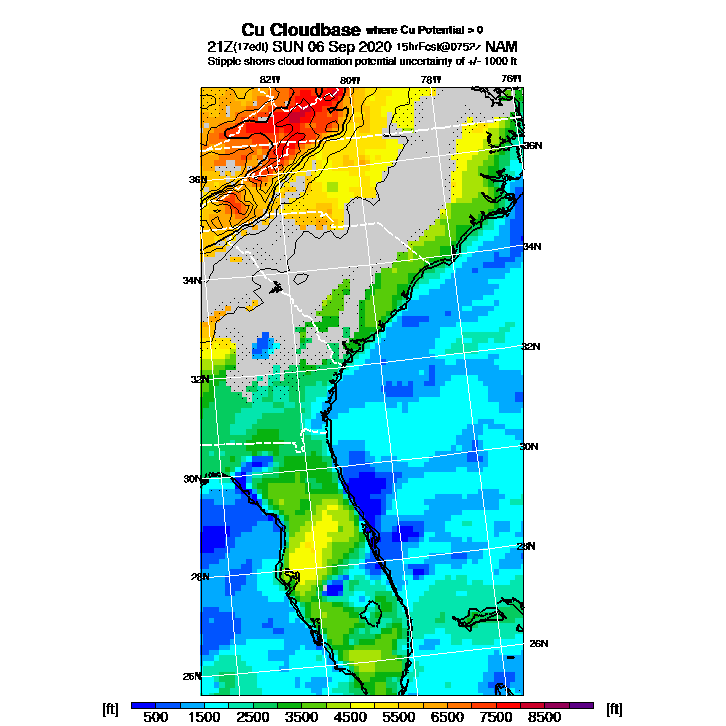 Cu Cloudbase where Cu Potential > 0
21Z(17edt) SUN 06 Sep 2020 15hrFcst@0752z NAM
Stipple shows cloud formation potential uncertainty of +/- 1000 ft
82W 80W 78W 76W
36N
36N
34N
34N
32N
32N
30N
30N
28N
28N
26N
26N
[ft] 500 1500 2500 3500 4500 5500 6500 7500 8500 [ft]